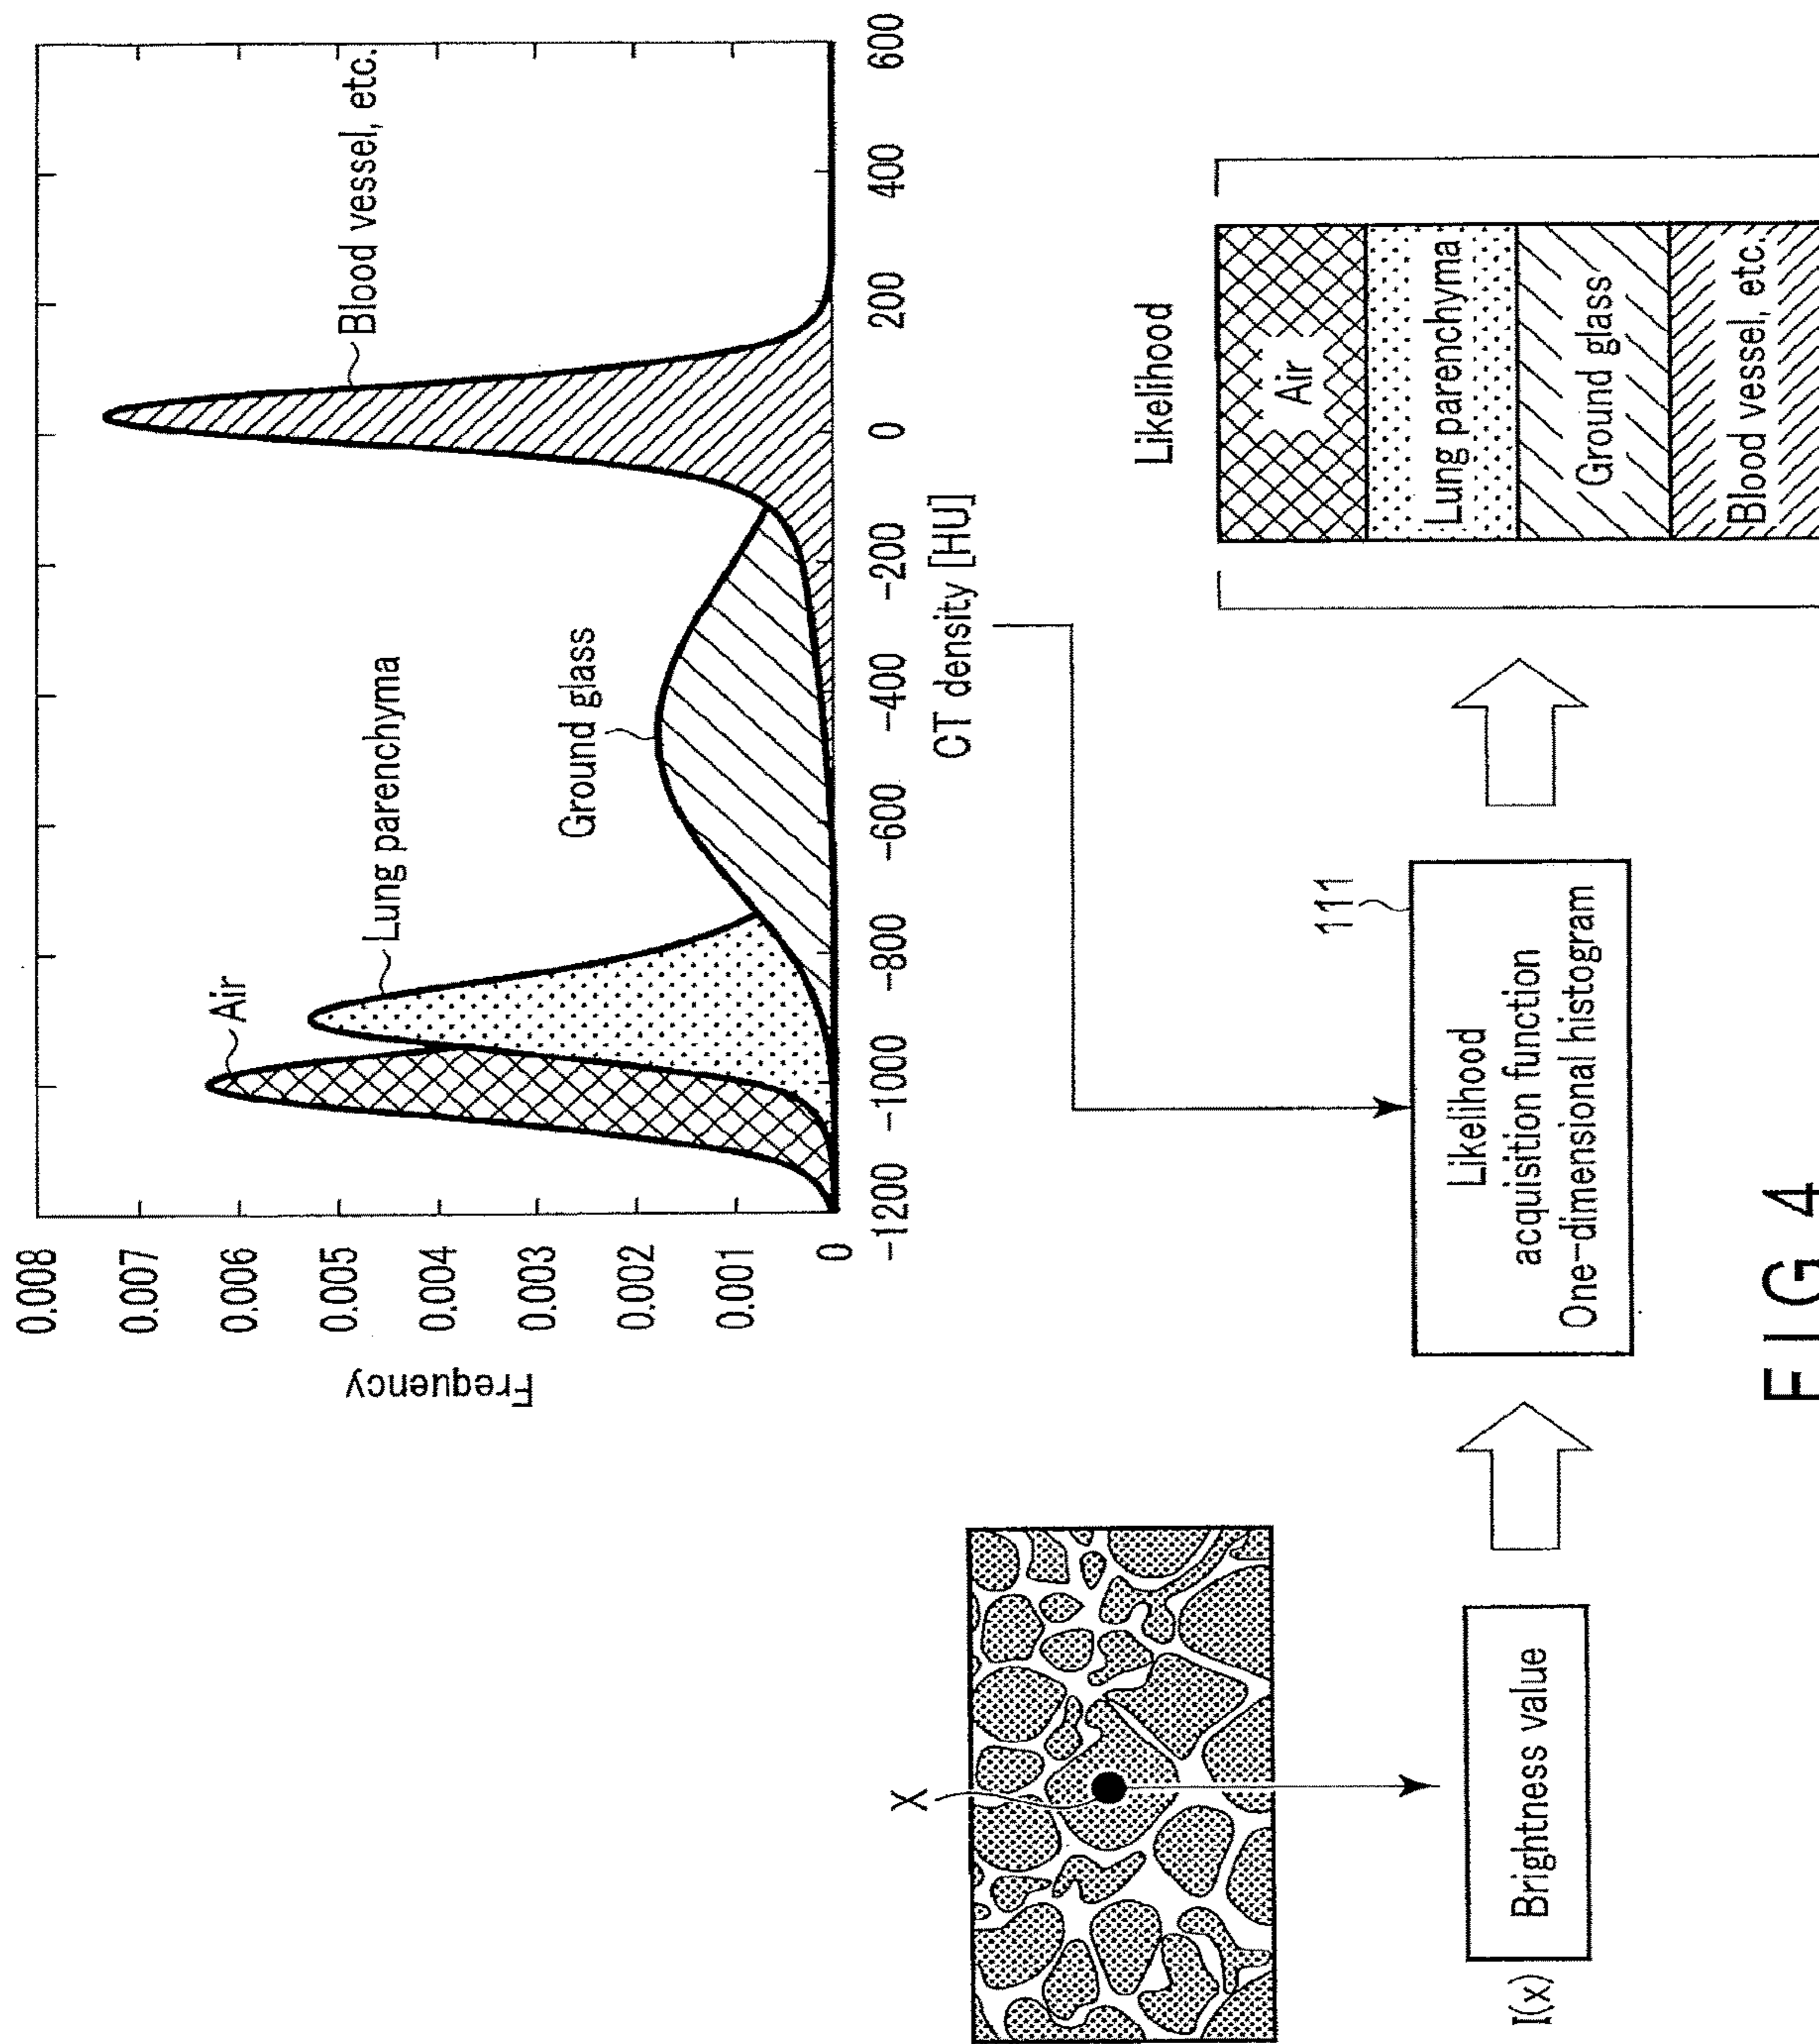 Frequency
0.008
0.007
0.006
0.005
0.004
0.003
0.002
0.001
0
Air
Lung parenchyma
Ground glass
Blood vessel, etc.
-1200
-1000
-800
-600
-400
-200
0
200
400
600
CT density [HU]
X
I(x)
Brightness value
111
Likelihood
acquisition function
One-dimensional histogram
Likelihood
Air
Lung parenchyma
Ground glass
Blood vessel, etc.
FIG 4